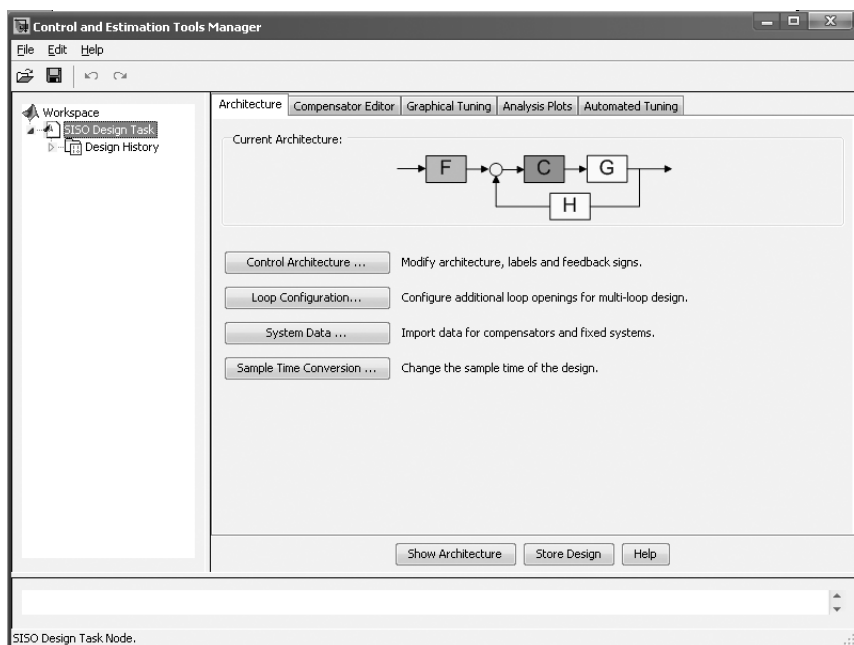 Control and Estimation Tools Manager
File Edit Help
Workspace
SISO Design Task
Design History
Architecture Compensator Editor Graphical Tuning Analysis Plots Automated Tuning
Current Architecture:
F C G
H
Control Architecture ... Modify architecture, labels and feedback signs.
Loop Configuration... Configure additional loop openings for multi-loop design.
System Data ... Import data for compensators and fixed systems.
Sample Time Conversion ... Change the sample time of the design.
Show Architecture Store Design Help
SISO Design Task Node.